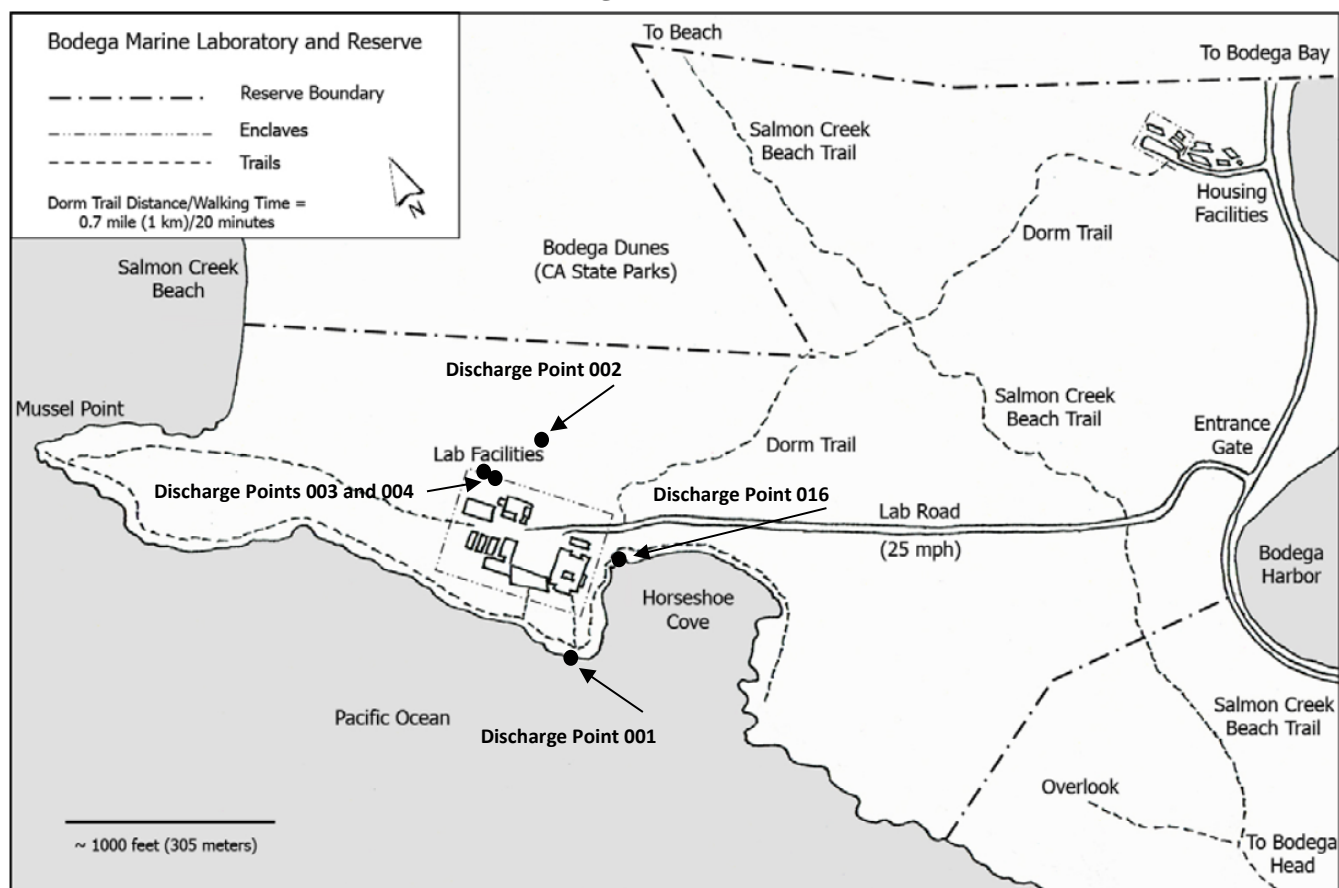 Bodega Marine Laboratory and Reserve
Reserve Boundary
Enclaves
Trails
N
Dorm Trail Distance/Walking Time =
0.7 mile (1 km)/20 minutes
To Beach
To Bodega Bay
Salmon Creek
Beach Trail
Housing
Facilities
Dorm Trail
Salmon Creek
Beach
Bodega Dunes
(CA State Parks)
Discharge Point 002
Mussel Point
Salmon Creek
Beach Trail
Entrance
Gate
Dorm Trail
Lab Facilities
Discharge Points 003 and 004
Discharge Point 016
Lab Road
(25 mph)
Bodega
Harbor
Horseshoe
Cove
Pacific Ocean
Discharge Point 001
Salmon Creek
Beach Trail
Overlook
To Bodega
Head
~ 1000 feet (305 meters)